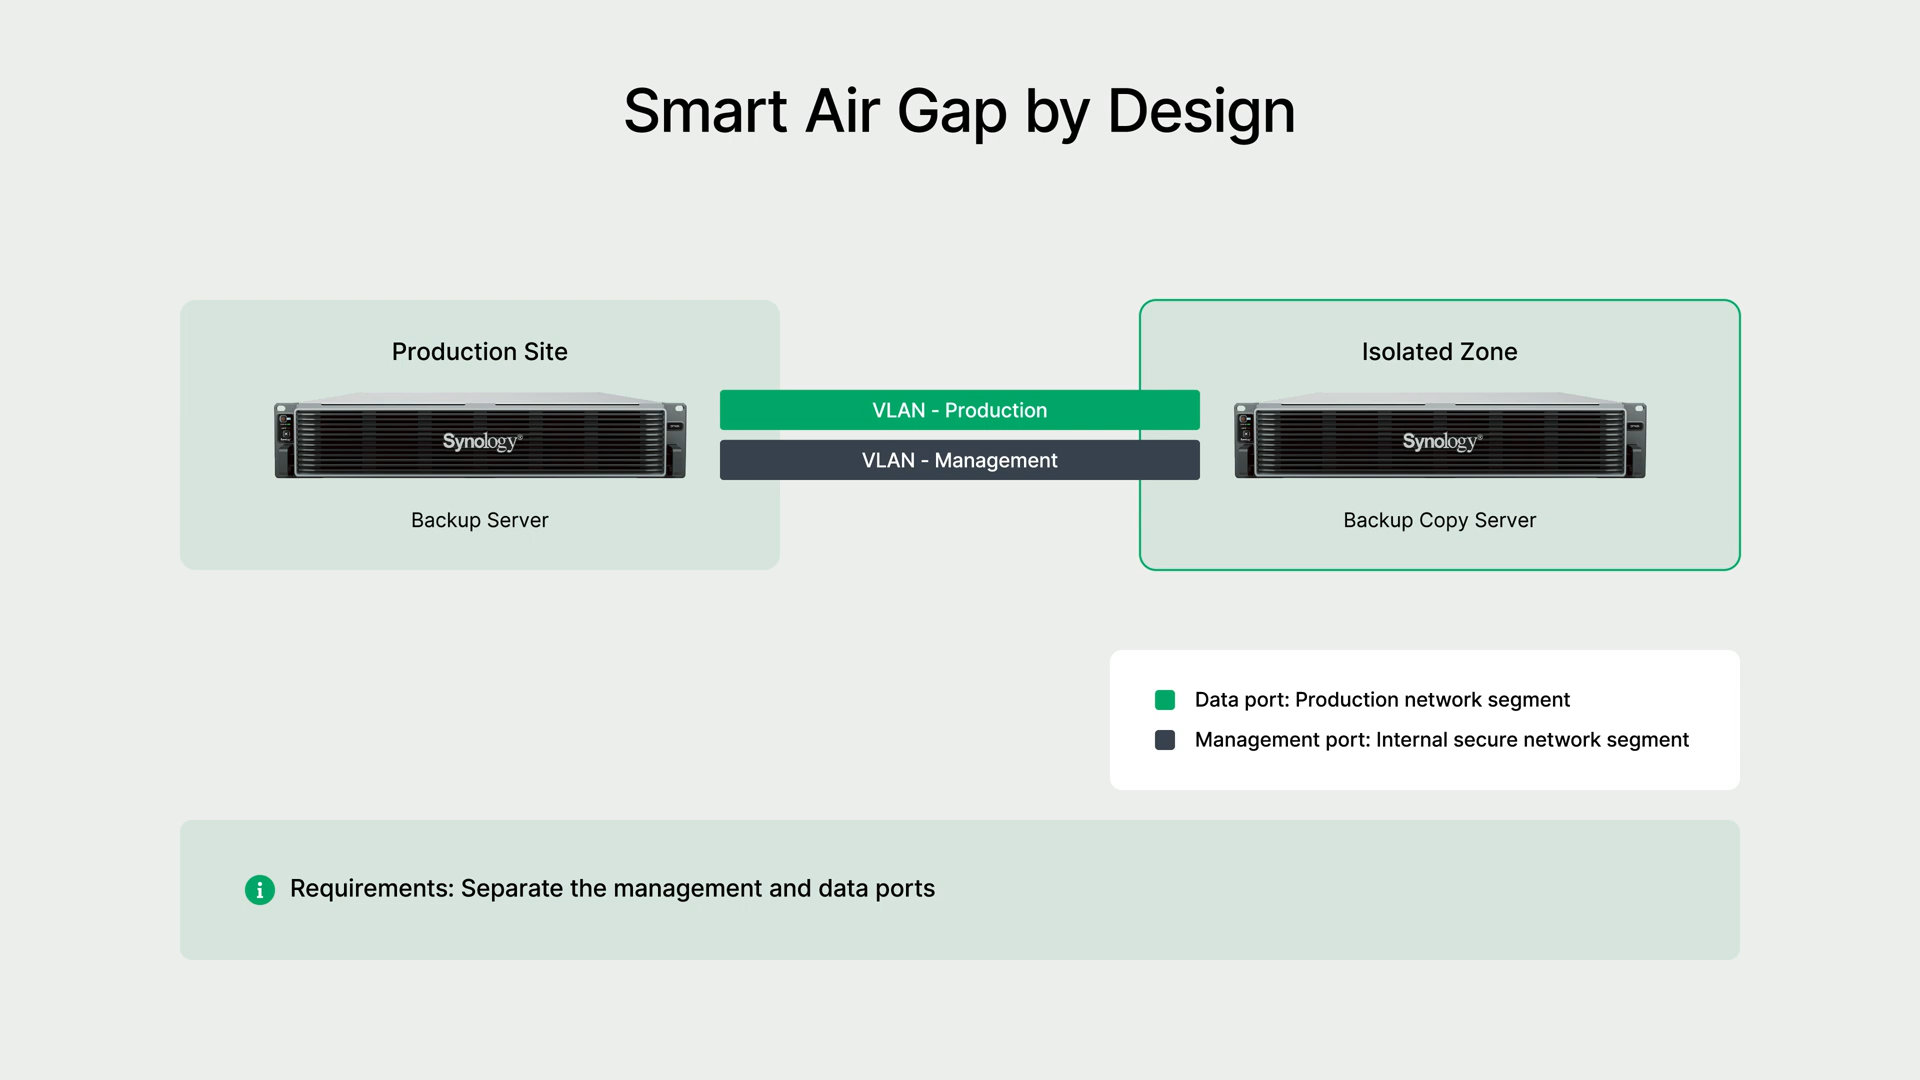 Smart Air Gap by Design
Production Site
Synology®
Backup Server
VLAN - Production
VLAN - Management
Isolated Zone
Synology®
Backup Copy Server
Data port: Production network segment
Management port: Internal secure network segment
Requirements: Separate the management and data ports